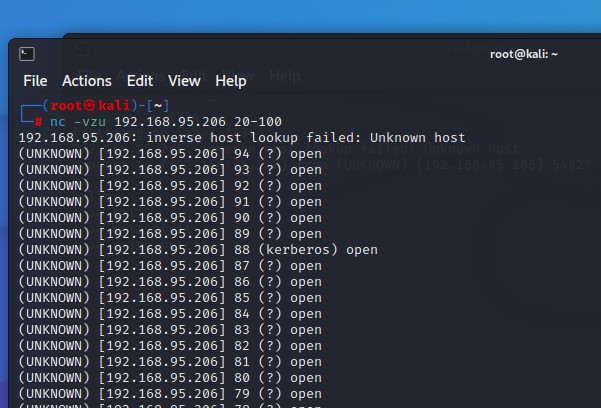 root@kali: ~
File Actions Edit View Help
┌──(root㉿kali)-[~]
└─# nc -vzu 192.168.95.206 20-100
192.168.95.206: inverse host lookup failed: Unknown host
(UNKNOWN) [192.168.95.206] 94 (?) open
(UNKNOWN) [192.168.95.206] 93 (?) open
(UNKNOWN) [192.168.95.206] 92 (?) open
(UNKNOWN) [192.168.95.206] 91 (?) open
(UNKNOWN) [192.168.95.206] 90 (?) open
(UNKNOWN) [192.168.95.206] 89 (?) open
(UNKNOWN) [192.168.95.206] 88 (kerberos) open
(UNKNOWN) [192.168.95.206] 87 (?) open
(UNKNOWN) [192.168.95.206] 86 (?) open
(UNKNOWN) [192.168.95.206] 85 (?) open
(UNKNOWN) [192.168.95.206] 84 (?) open
(UNKNOWN) [192.168.95.206] 83 (?) open
(UNKNOWN) [192.168.95.206] 82 (?) open
(UNKNOWN) [192.168.95.206] 81 (?) open
(UNKNOWN) [192.168.95.206] 80 (?) open
(UNKNOWN) [192.168.95.206] 79 (?) open
(UNKNOWN) [192.168.95.206] 78 (?) open